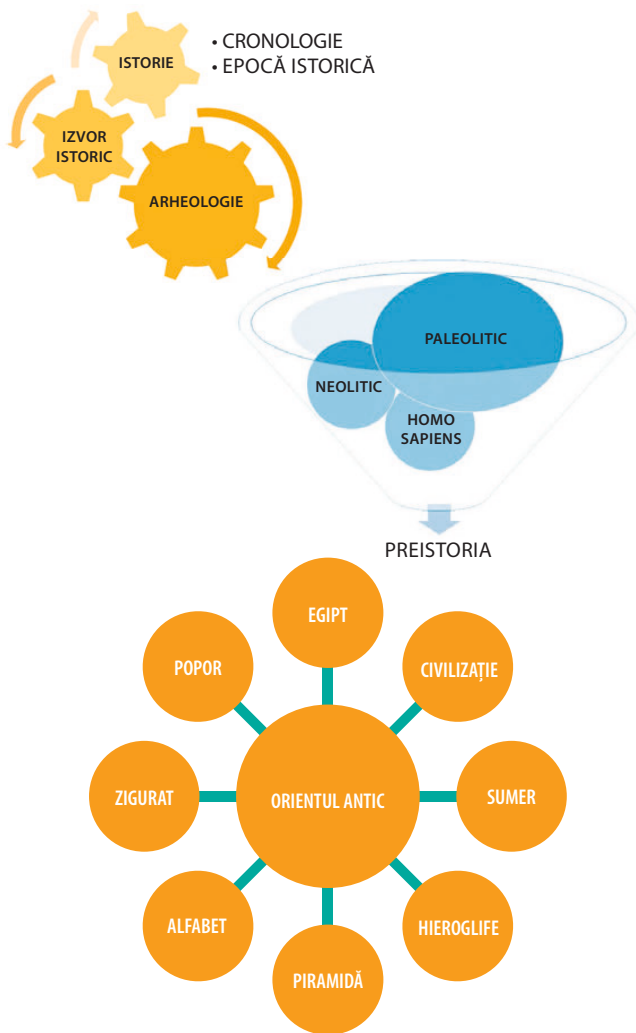 ISTORIE
• CRONOLOGIE
• EPOCĂ ISTORICĂ
IZVOR
ISTORIC
ARHEOLOGIE
PALEOLITIC
NEOLITIC
HOMO
SAPIENS
PREISTORIA
EGIPT
POPOR
CIVILIZAȚIE
ZIGURAT
ORIENTUL ANTIC
SUMER
ALFABET
HIEROGLIFE
PIRAMIDĂ